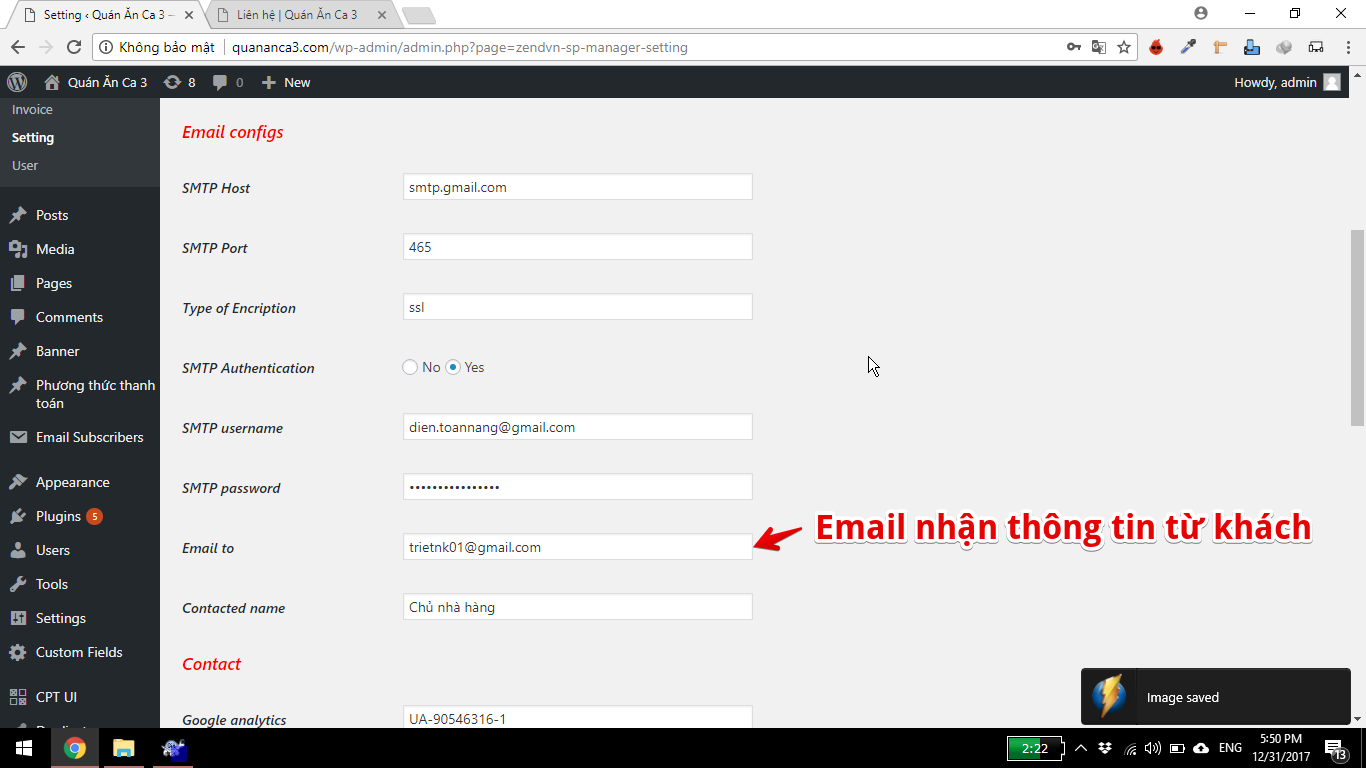 Setting ‹ Quán Ăn Ca 3 –
Liên hệ | Quán Ăn Ca 3
Không bảo mật
quananca3.com/wp-admin/admin.php?page=zendvn-sp-manager-setting
Quán Ăn Ca 3
8
0
New
Howdy, admin
Invoice
Setting
User
Posts
Media
Pages
Comments
Banner
Phương thức thanh
toán
Email Subscribers
Appearance
Plugins 5
Users
Tools
Settings
Custom Fields
CPT UI
Email configs
SMTP Host
smtp.gmail.com
SMTP Port
465
Type of Encription
ssl
SMTP Authentication
No Yes
SMTP username
dien.toannang@gmail.com
SMTP password
••••••••••••••••
Email to
trietnk01@gmail.com
Email nhận thông tin từ khách
Contacted name
Chủ nhà hàng
Contact
Google analytics
UA-90546316-1
Image saved
2:22
ENG
5:50 PM
12/31/2017
13